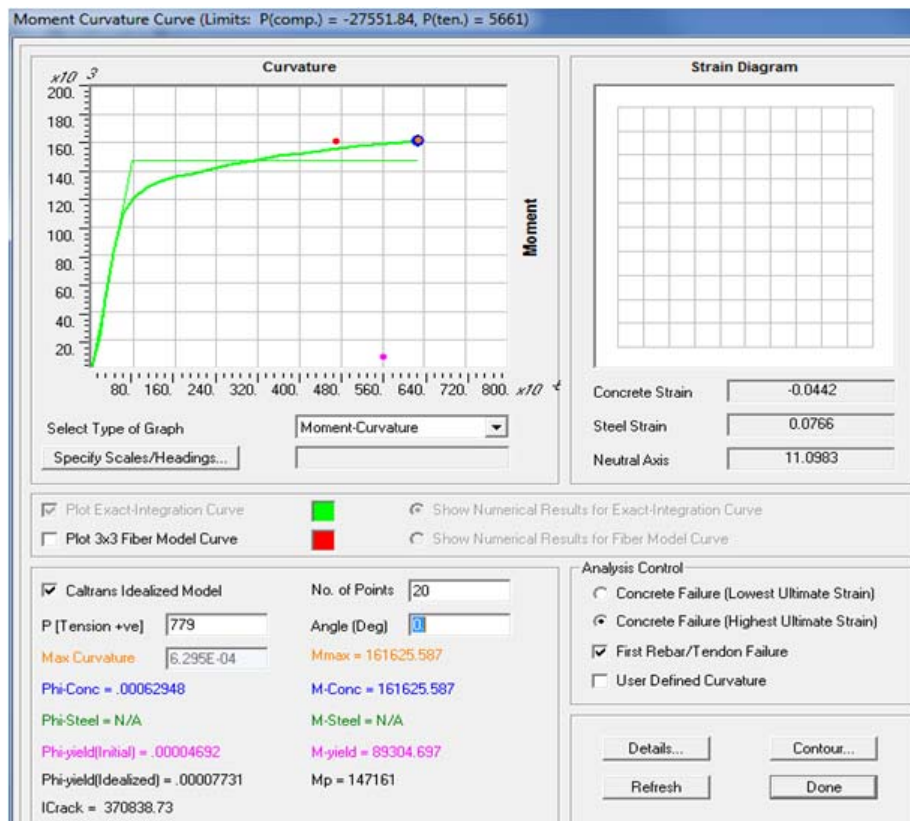 Moment Curvature Curve (Limits: P(comp.) = -27551.84, P(ten.) = 5661)
Curvature
x10 3
200.
180.
160.
140.
120.
100.
80.
60.
40.
20.
Moment
80. 160. 240. 320. 400. 480. 560. 640. 720. 800. x10
Select Type of Graph
Moment-Curvature
Specify Scales/Headings...
Strain Diagram
Concrete Strain -0.0442
Steel Strain 0.0766
Neutral Axis 11.0983
Plot Exact-Integration Curve
Show Numerical Results for Exact-Integration Curve
Plot 3x3 Fiber Model Curve
Show Numerical Results for Fiber Model Curve
Caltrans Idealized Model
No. of Points 20
P [Tension +ve] 779
Angle (Deg) 0
Max Curvature 6.295E-04
Mmax = 161625.587
Phi-Conc = .00062948
M-Conc = 161625.587
Phi-Steel = N/A
M-Steel = N/A
Phi-yield(Initial) = .00004692
M-yield = 89304.697
Phi-yield(Idealized) = .00007731
Mp = 147161
ICrack = 370838.73
Analysis Control
Concrete Failure (Lowest Ultimate Strain)
Concrete Failure (Highest Ultimate Strain)
First Rebar/Tendon Failure
User Defined Curvature
Details...
Contour...
Refresh
Done